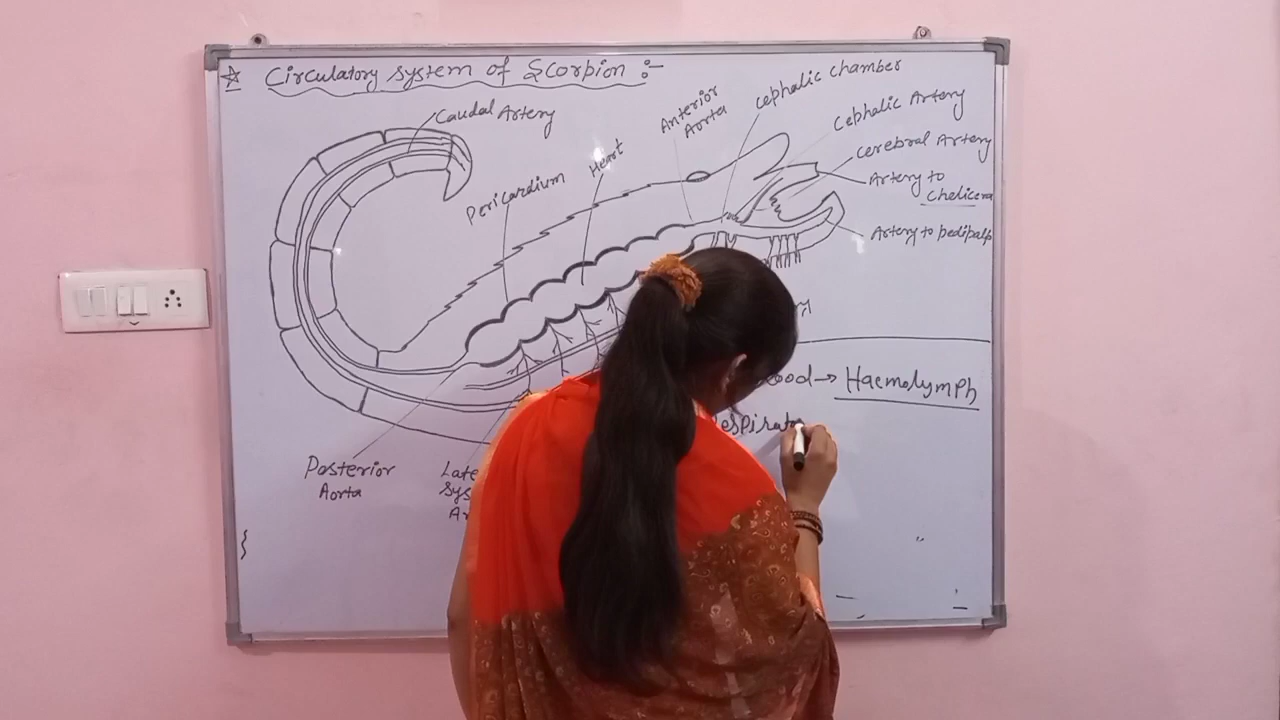 ☆ Circulatory system of Scorpion :-
Caudal Artery
Pericardium
Heart
Anterior
Aorta
cephalic chamber
Cephalic Artery
Cerebral Artery
Artery to
Chelicera
Artery to pedipalp
→ Haemolymph
Posterior
Aorta